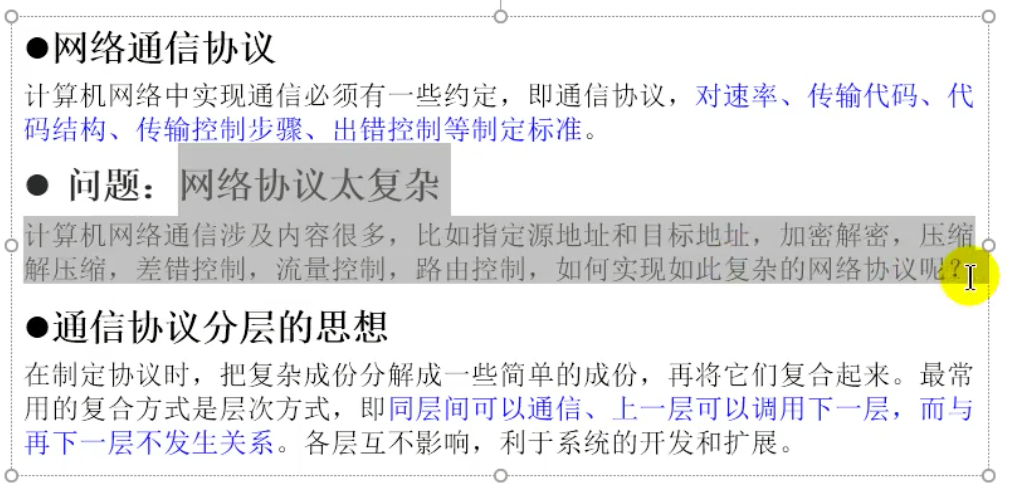 ●网络通信协议
计算机网络中实现通信必须有一些约定，即通信协议，对速率、传输代码、代
码结构、传输控制步骤、出错控制等制定标准。
● 问题：网络协议太复杂
计算机网络通信涉及内容很多，比如指定源地址和目标地址，加密解密，压缩
解压缩，差错控制，流量控制，路由控制，如何实现如此复杂的网络协议呢？
●通信协议分层的思想
在制定协议时，把复杂成份分解成一些简单的成份，再将它们复合起来。最常
用的复合方式是层次方式，即同层间可以通信、上一层可以调用下一层，而与
再下一层不发生关系。各层互不影响，利于系统的开发和扩展。